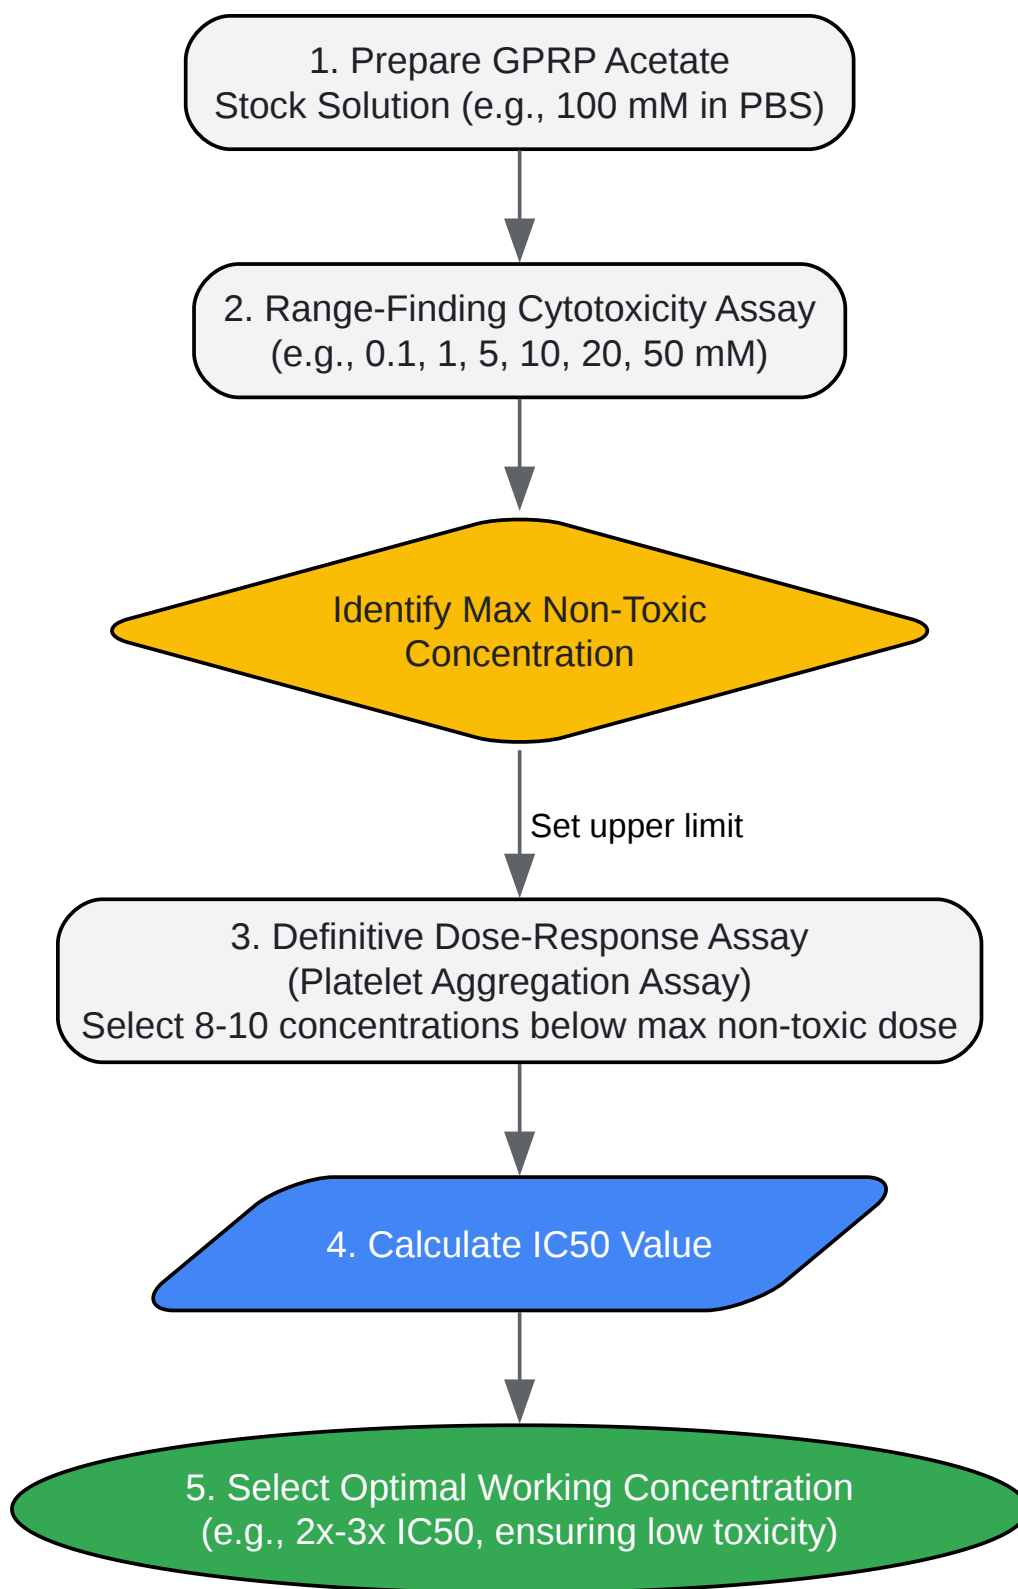 1. Prepare GPRP Acetate
Stock Solution (e.g., 100 mM in PBS)
2. Range-Finding Cytotoxicity Assay
(e.g., 0.1, 1, 5, 10, 20, 50 mM)
Identify Max Non-Toxic
Concentration
Set upper limit
3. Definitive Dose-Response Assay
(Platelet Aggregation Assay)
Select 8-10 concentrations below max non-toxic dose
4. Calculate IC50 Value
5. Select Optimal Working Concentration
(e.g., 2x-3x IC50, ensuring low toxicity)